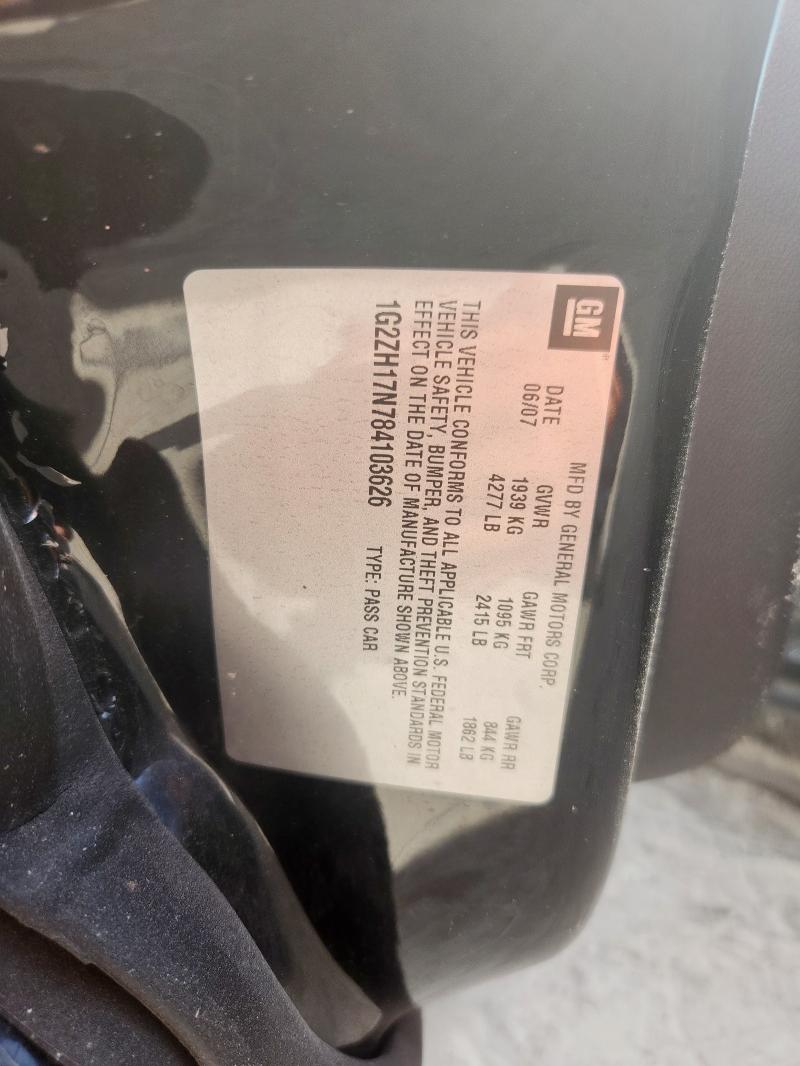 GM
MFD BY GENERAL MOTORS CORP.
DATE GVWR GAWR FRT GAWR RR
06/07 1939 KG 1095 KG 844 KG
4277 LB 2415 LB 1862 LB
THIS VEHICLE CONFORMS TO ALL APPLICABLE U.S. FEDERAL MOTOR
VEHICLE SAFETY, BUMPER, AND THEFT PREVENTION STANDARDS IN
EFFECT ON THE DATE OF MANUFACTURE SHOWN ABOVE.
1G2ZH17N784103626 TYPE: PASS CAR